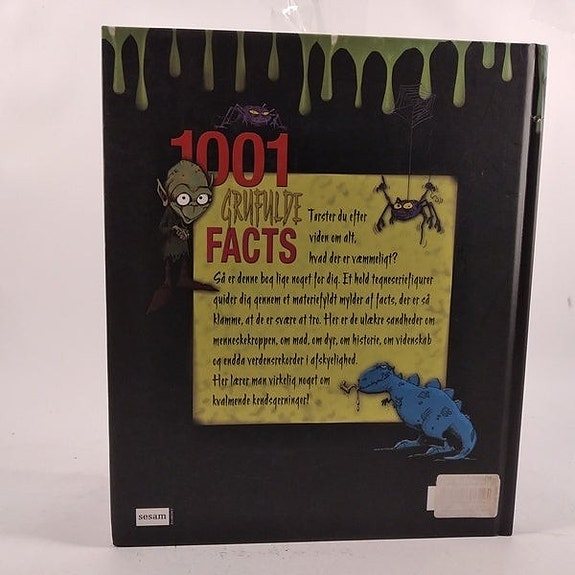 1001
GRUFULDE
FACTS
Tørster du efter
viden om alt,
hvad der er væmmeligt?
Så er denne bog lige noget for dig. Et hold tegneseriefigurer
guider dig gennem et materiefyldt mylder af facts, der er så
klamme, at de er svære at tro. Her er de ulækre sandheder om
menneskekroppen, om mad, om dyr, om historie, om videnskab
og endda verdensrekorder i afskyelighed.
Her lærer man virkelig noget om
kvalmende kendsgerninger!
sesam